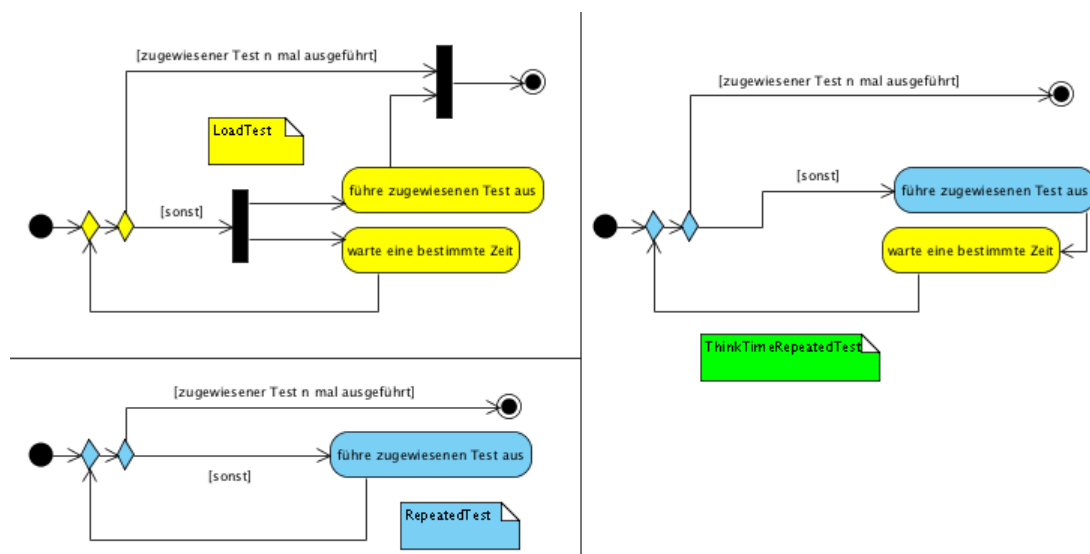 [zugewiesener Test n mal ausgeführt]
LoadTest
führe zugewiesenen Test aus
[sonst]
warte eine bestimmte Zeit
[zugewiesener Test n mal ausgeführt]
[sonst]
führe zugewiesenen Test aus
warte eine bestimmte Zeit
ThinkTimeRepeatedTest
[zugewiesener Test n mal ausgeführt]
führe zugewiesenen Test aus
[sonst]
RepeatedTest